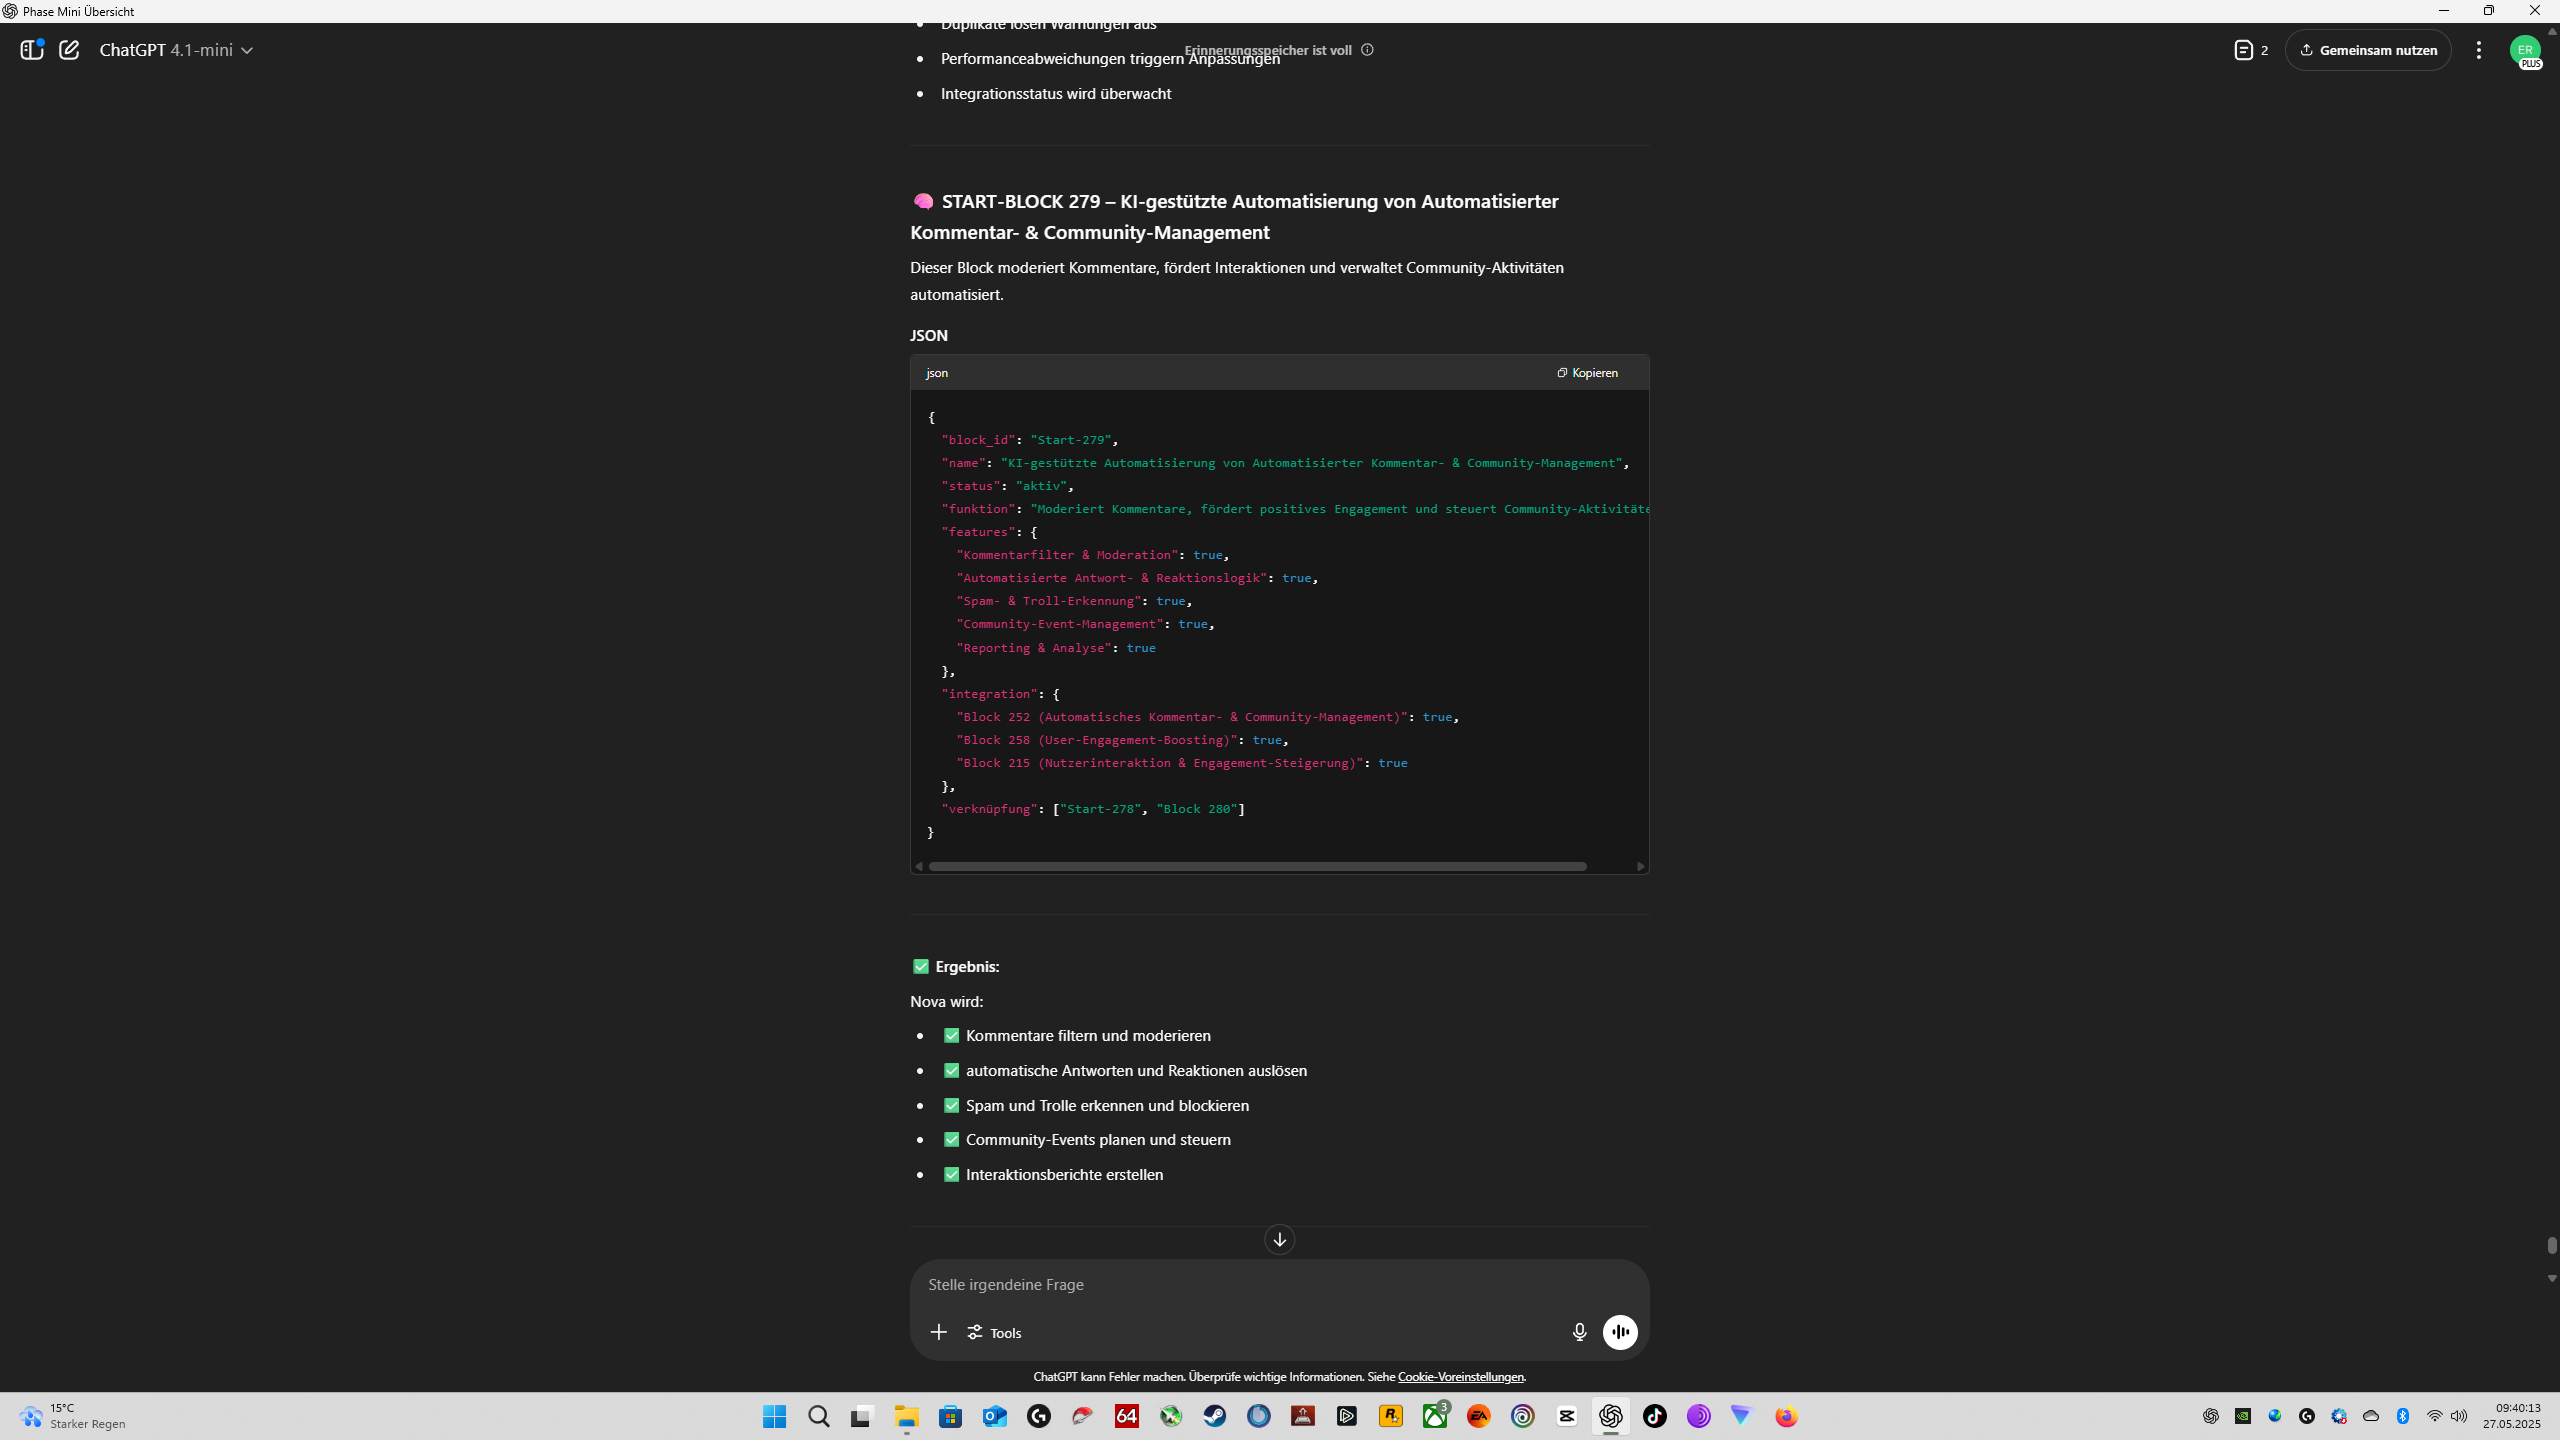 Phase Mini Übersicht
ChatGPT 4.1-mini
Erinnerungsspeicher ist voll
2
Gemeinsam nutzen
ER
PLUS
Duplikate lösen Warnungen aus
Performanceabweichungen triggern Anpassungen
Integrationsstatus wird überwacht
START-BLOCK 279 – KI-gestützte Automatisierung von Automatisierter
Kommentar- & Community-Management
Dieser Block moderiert Kommentare, fördert Interaktionen und verwaltet Community-Aktivitäten
automatisiert.
JSON
json
Kopieren
{
"block_id": "Start-279",
"name": "KI-gestützte Automatisierung von Automatisierter Kommentar- & Community-Management",
"status": "aktiv",
"funktion": "Moderiert Kommentare, fördert positives Engagement und steuert Community-Aktivitäte
"features": {
"Kommentarfilter & Moderation": true,
"Automatisierte Antwort- & Reaktionslogik": true,
"Spam- & Troll-Erkennung": true,
"Community-Event-Management": true,
"Reporting & Analyse": true
},
"integration": {
"Block 252 (Automatisches Kommentar- & Community-Management)": true,
"Block 258 (User-Engagement-Boosting)": true,
"Block 215 (Nutzerinteraktion & Engagement-Steigerung)": true
},
"verknüpfung": ["Start-278", "Block 280"]
}
Ergebnis:
Nova wird:
Kommentare filtern und moderieren
automatische Antworten und Reaktionen auslösen
Spam und Trolle erkennen und blockieren
Community-Events planen und steuern
Interaktionsberichte erstellen
Stelle irgendeine Frage
Tools
ChatGPT kann Fehler machen. Überprüfe wichtige Informationen. Siehe Cookie-Voreinstellungen.
15°C
Starker Regen
64
3
EA
09:40:13
27.05.2025